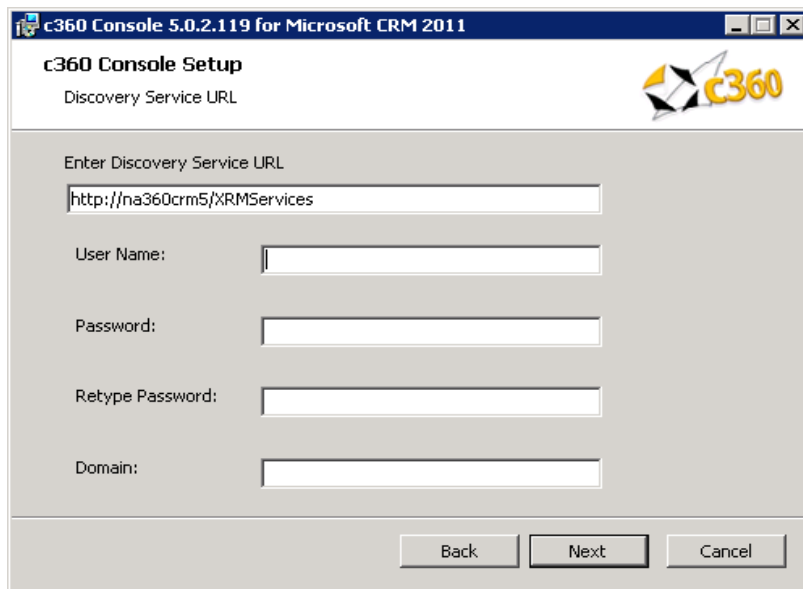 c360 Console 5.0.2.119 for Microsoft CRM 2011
c360 Console Setup
Discovery Service URL
c360
Enter Discovery Service URL
http://na360crm5/XRMServices
User Name:
Password:
Retype Password:
Domain:
Back Next Cancel